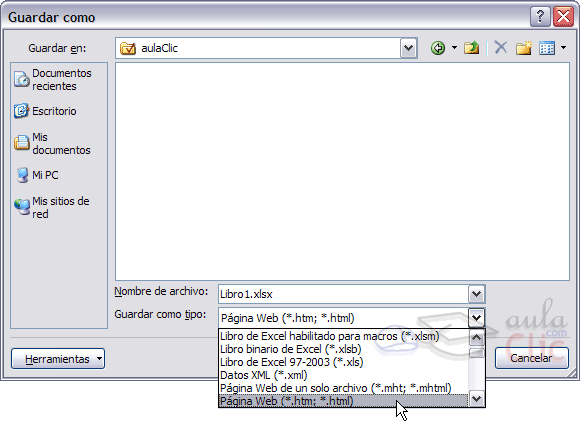 Guardar como
Guardar en: aulaClic
Documentos recientes
Escritorio
Mis documentos
Mi PC
Mis sitios de red
Nombre de archivo: Libro1.xlsx
Guardar como tipo: Página Web (*.htm; *.html)
Libro de Excel habilitado para macros (*.xlsm)
Libro binario de Excel (*.xlsb)
Libro de Excel 97-2003 (*.xls)
Datos XML (*.xml)
Página Web de un solo archivo (*.mht; *.mhtml)
Página Web (*.htm; *.html)
Herramientas
Cancelar
aula
.com
Clic